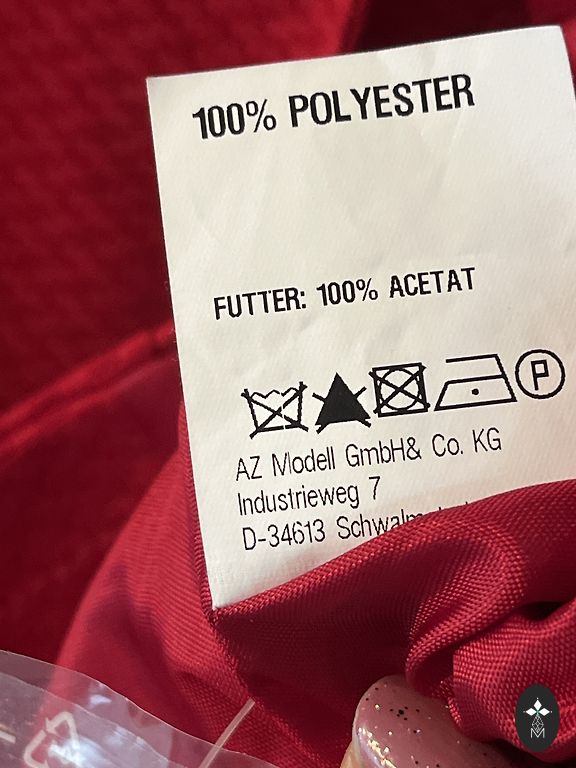 100% POLYESTER
FUTTER: 100% ACETAT
P
AZ Modell GmbH& Co. KG
Industrieweg 7
D-34613
M